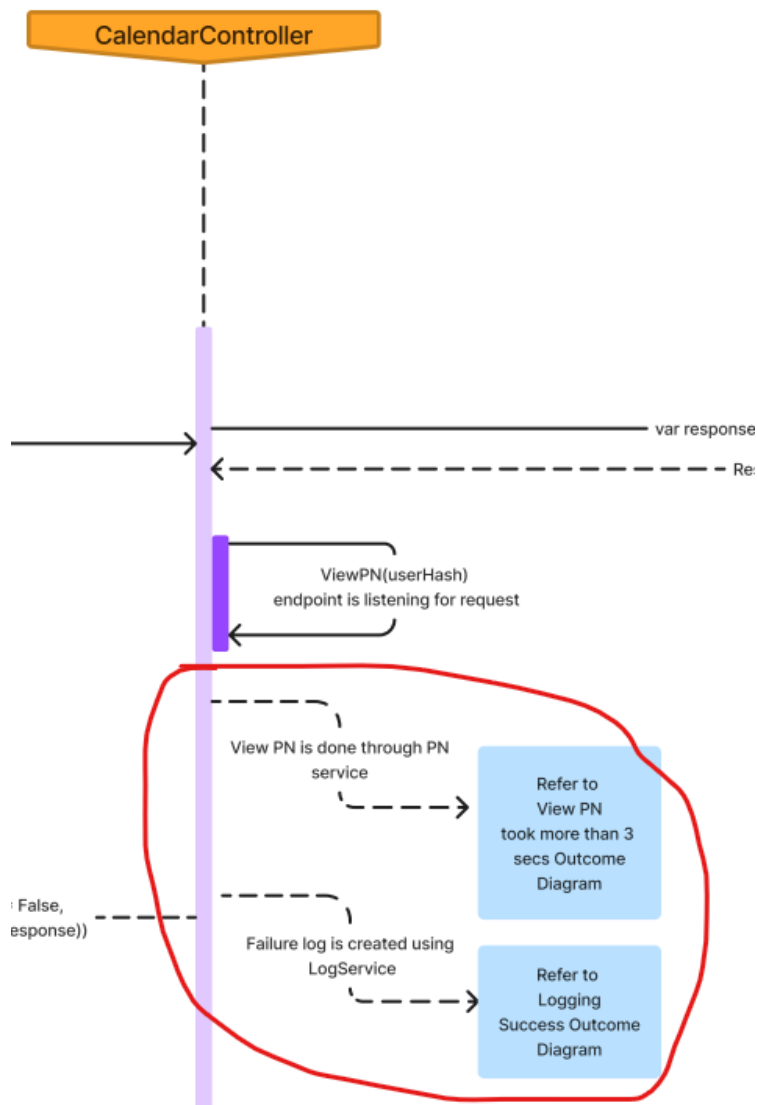 CalendarController
var response
ViewPN(userHash)
endpoint is listening for request
View PN is done through PN
service
Refer to
View PN
took more than 3
secs Outcome
Diagram
False,
esponse))
Failure log is created using
LogService
Refer to
Logging
Success Outcome
Diagram